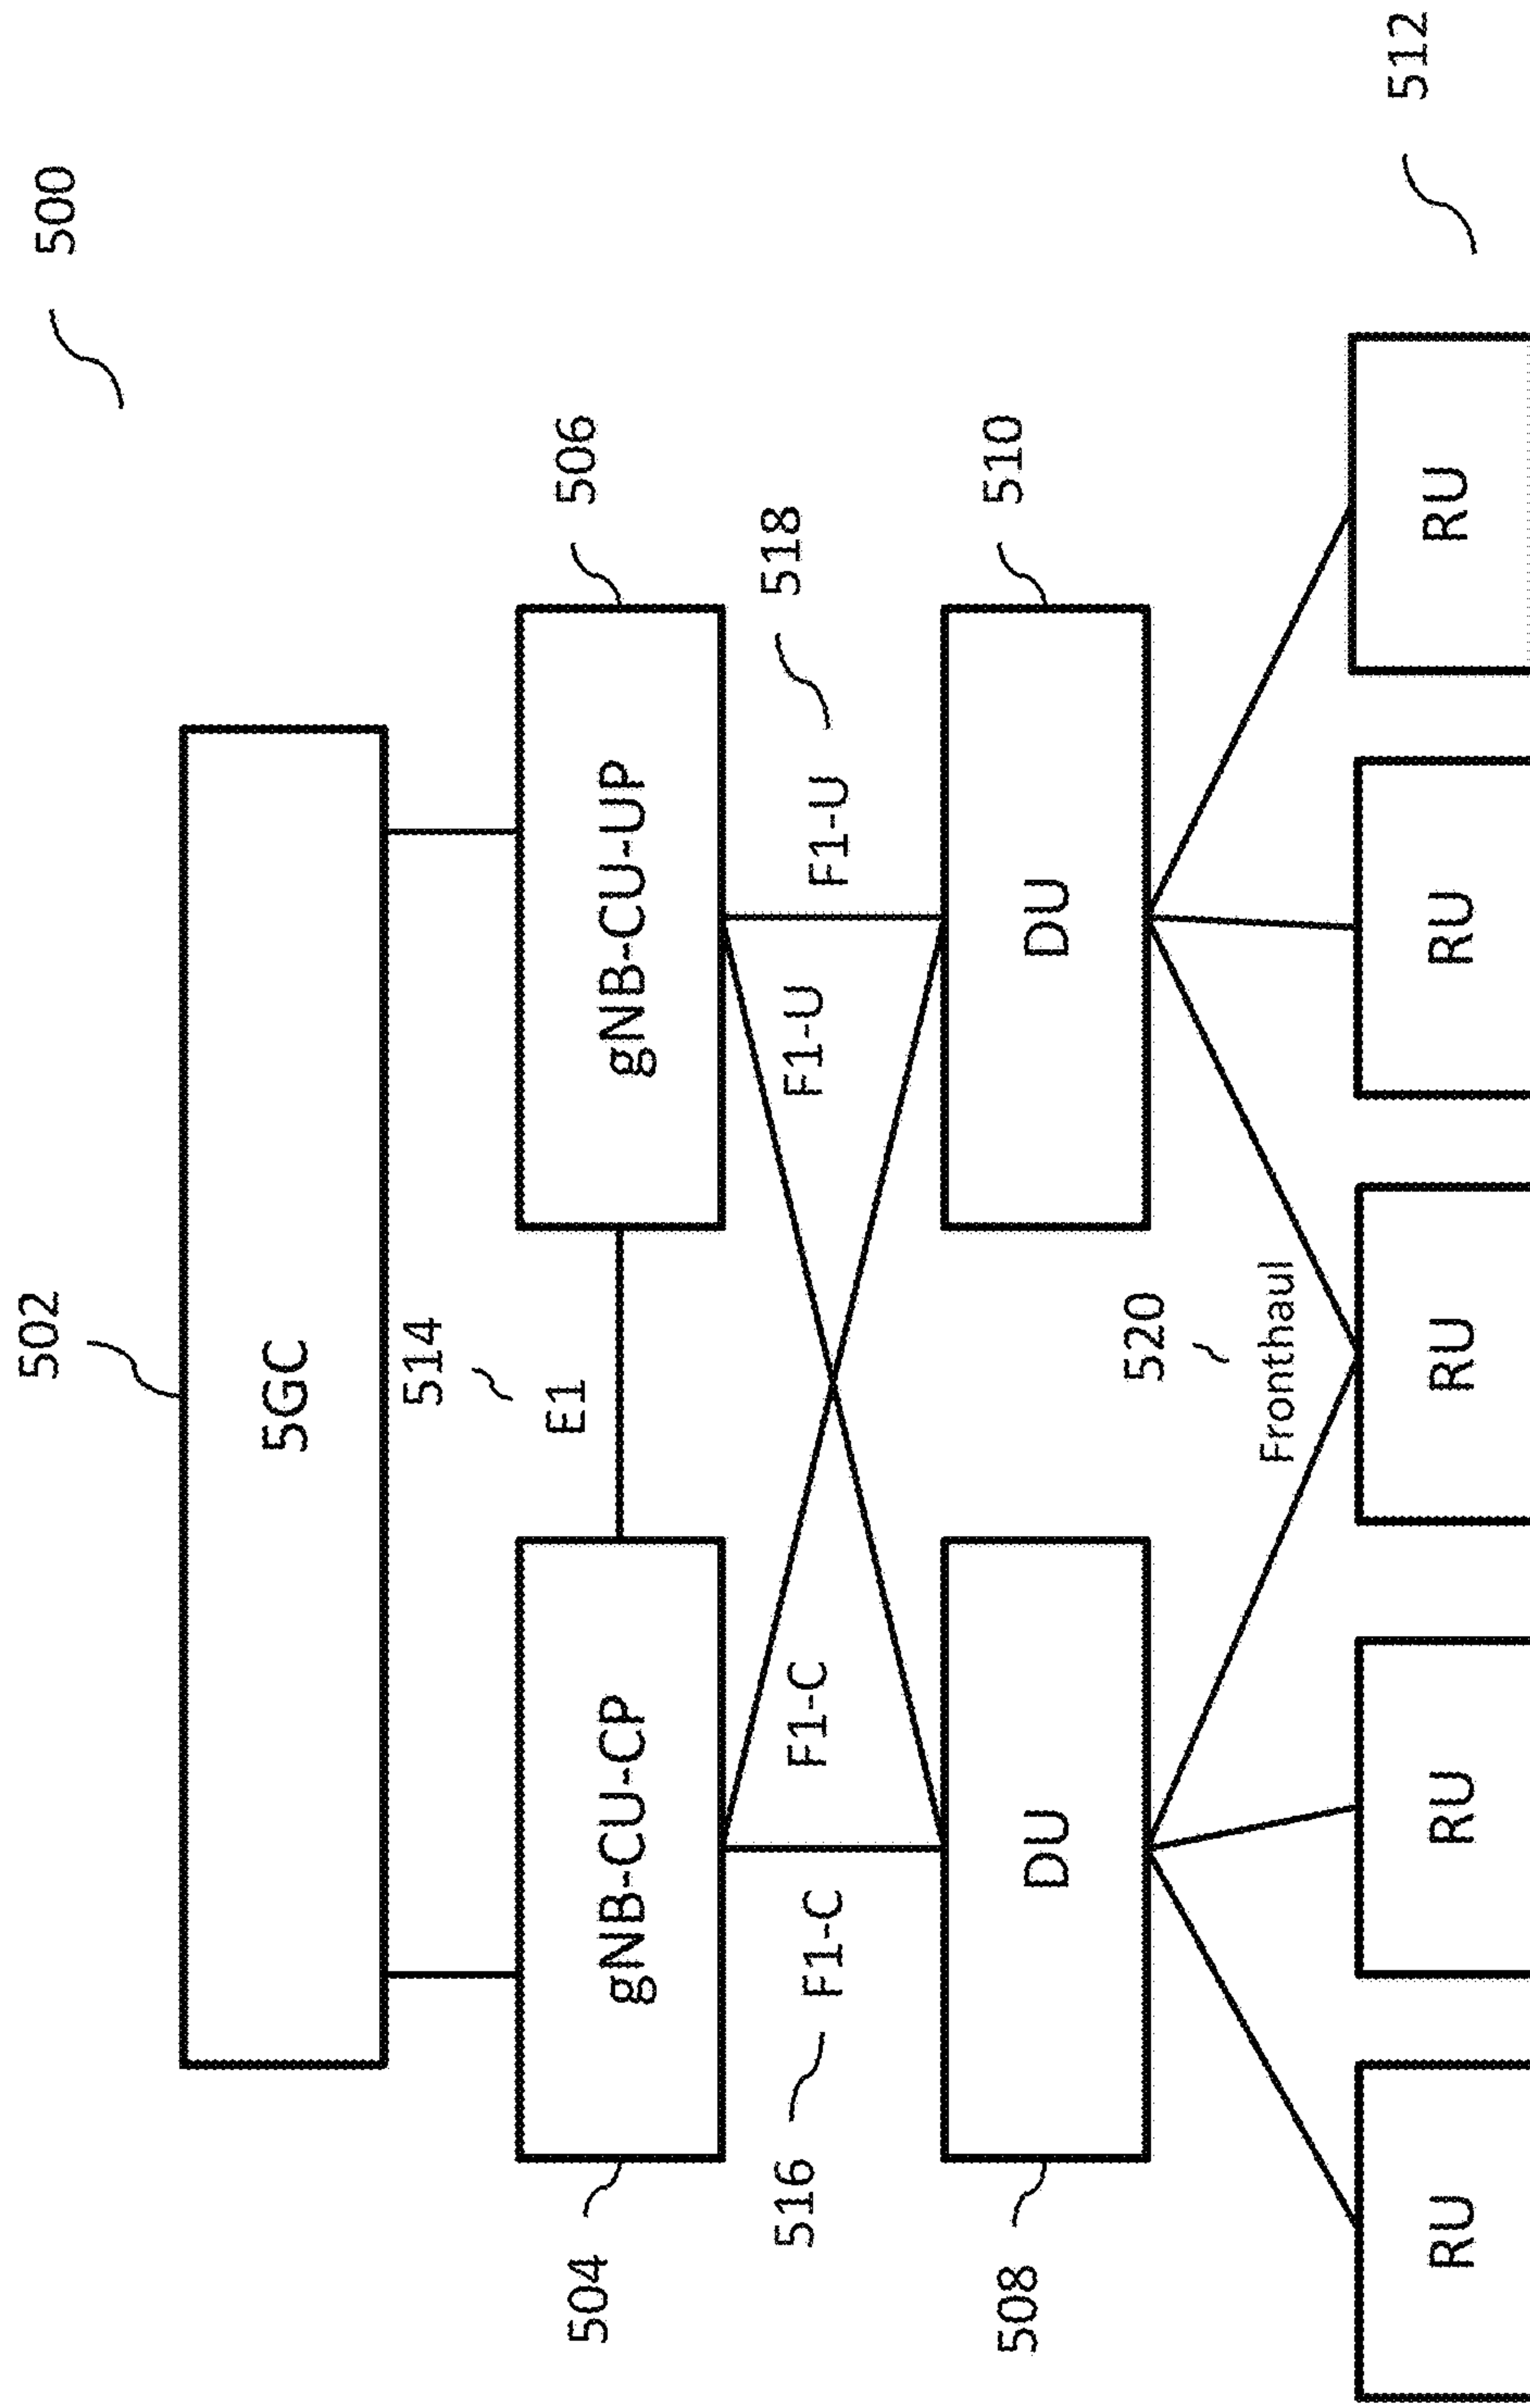 502
500
5GC
514
E1
504
gNB-CU-CP
gNB-CU-UP
506
516
F1-C
F1-C
F1-U
F1-U
518
508
DU
DU
510
520
Fronthaul
512
RU
RU
RU
RU
RU